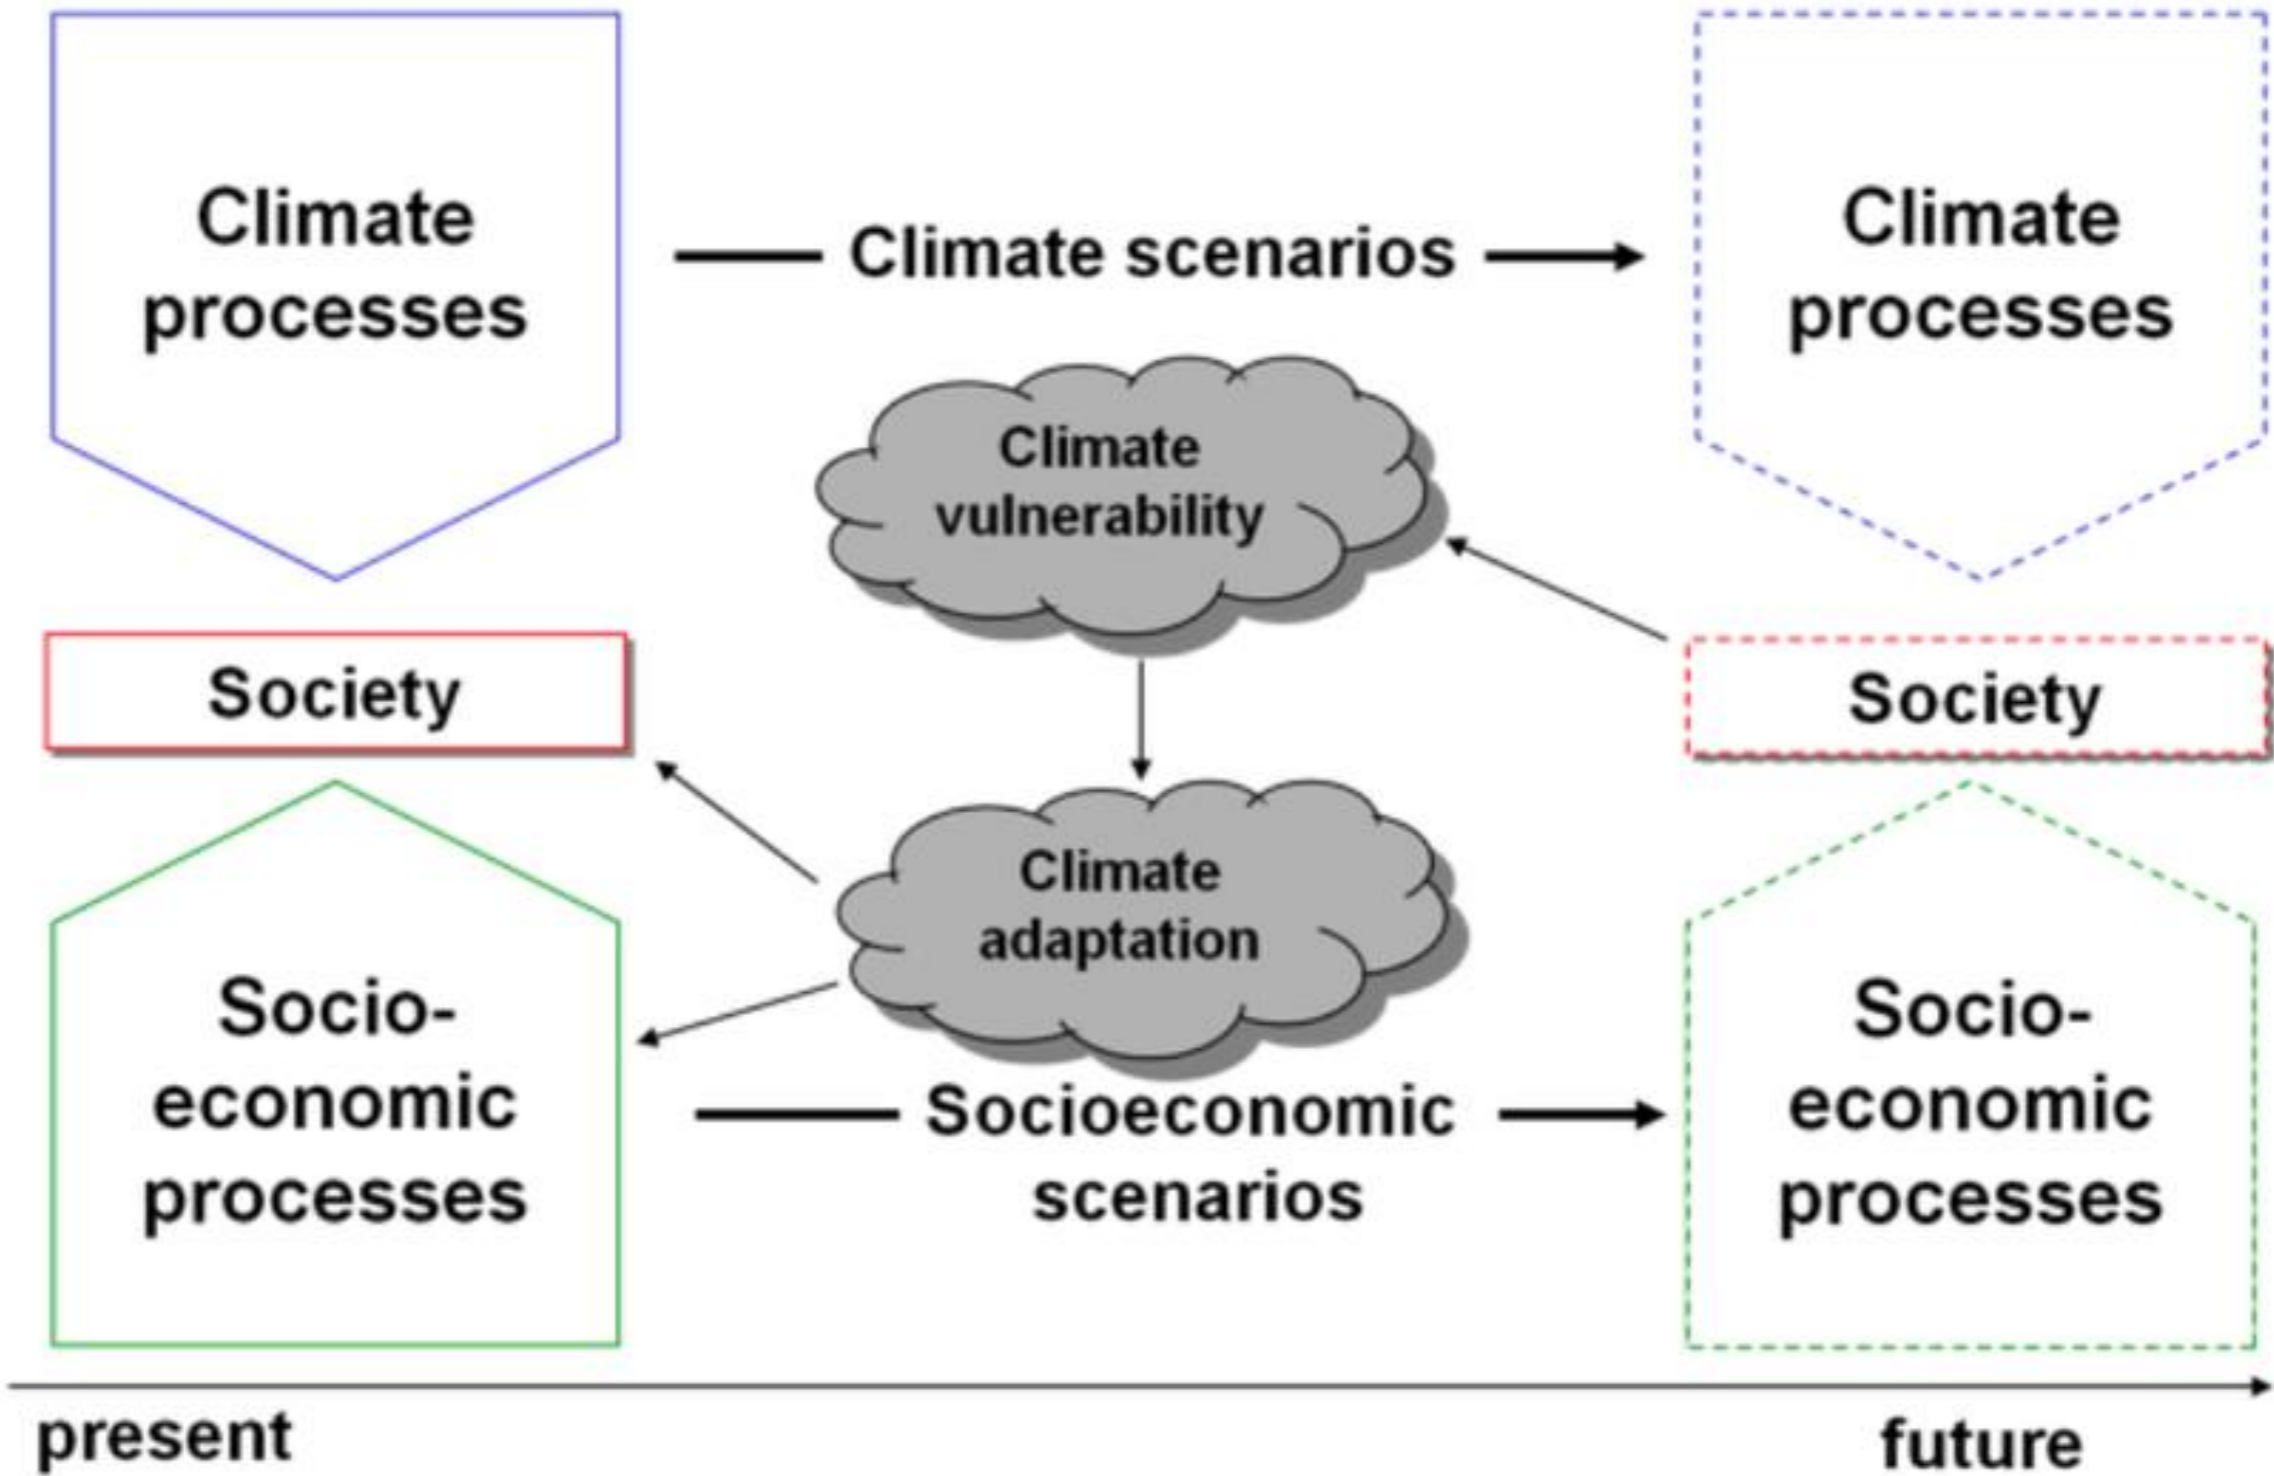 Climate
processes
Climate scenarios
Climate
processes
Climate
vulnerability
Society
Society
Climate
adaptation
Socio-
economic
processes
Socioeconomic
scenarios
Socio-
economic
processes
present
future